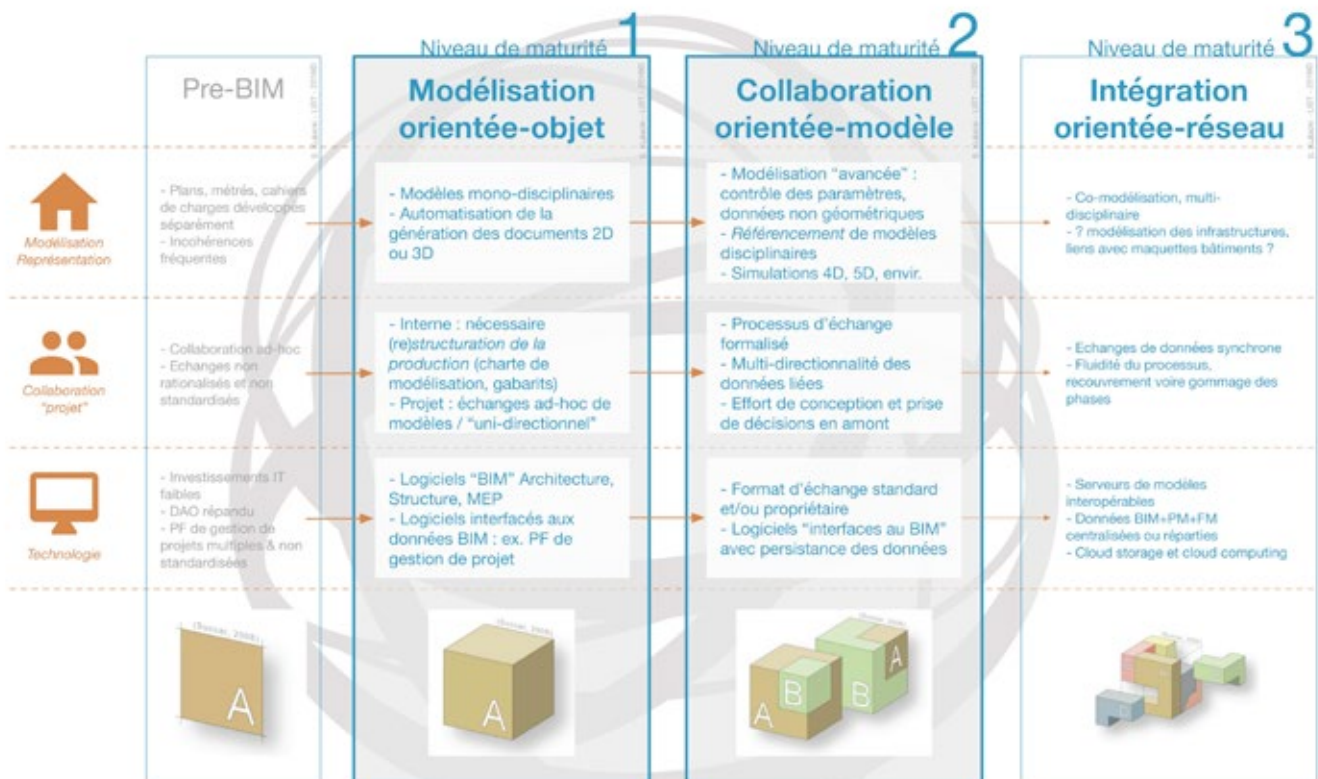 Niveau de maturité 1
Niveau de maturité 2
Niveau de maturité 3
Pre-BIM
Modélisation
orientée-objet
Collaboration
orientée-modèle
Intégration
orientée-réseau
Modélisation
Représentation
- Plans, métrés, cahiers
de charges développés
séparément
- Incohérences
fréquentes
- Modèles mono-disciplinaires
- Automatisation de la
génération des documents 2D
ou 3D
- Modélisation “avancée” :
contrôle des paramètres,
données non géométriques
- Référencement de modèles
disciplinaires
- Simulations 4D, 5D, envir.
- Co-modélisation, multi-
disciplinaire
- ? modélisation des infrastructures,
liens avec maquettes bâtiments ?
Collaboration
“projet”
- Collaboration ad-hoc
- Echanges non
rationalisés et non
standardisés
- Interne : nécessaire
(re)structuration de la
production (charte de
modélisation, gabarits)
- Projet : échanges ad-hoc de
modèles / “uni-directionnel”
- Processus d’échange
formalisé
- Multi-directionnalité des
données liées
- Effort de conception et prise
de décisions en amont
- Echanges de données synchrone
- Fluidité du processus,
recouvrement voire gommage des
phases
Technologie
- Investissements IT
faibles
- DAO répandu
- PF de gestion de
projets multiples & non
standardisées
- Logiciels “BIM” Architecture,
Structure, MEP
- Logiciels interfacés aux
données BIM : ex. PF de
gestion de projet
- Format d’échange standard
et/ou propriétaire
- Logiciels “interfaces au BIM”
avec persistance des données
- Serveurs de modèles
interopérables
- Données BIM+PM+FM
centralisées ou réparties
- Cloud storage et cloud computing
(Succar, 2009)
A
A
A
B
B
A